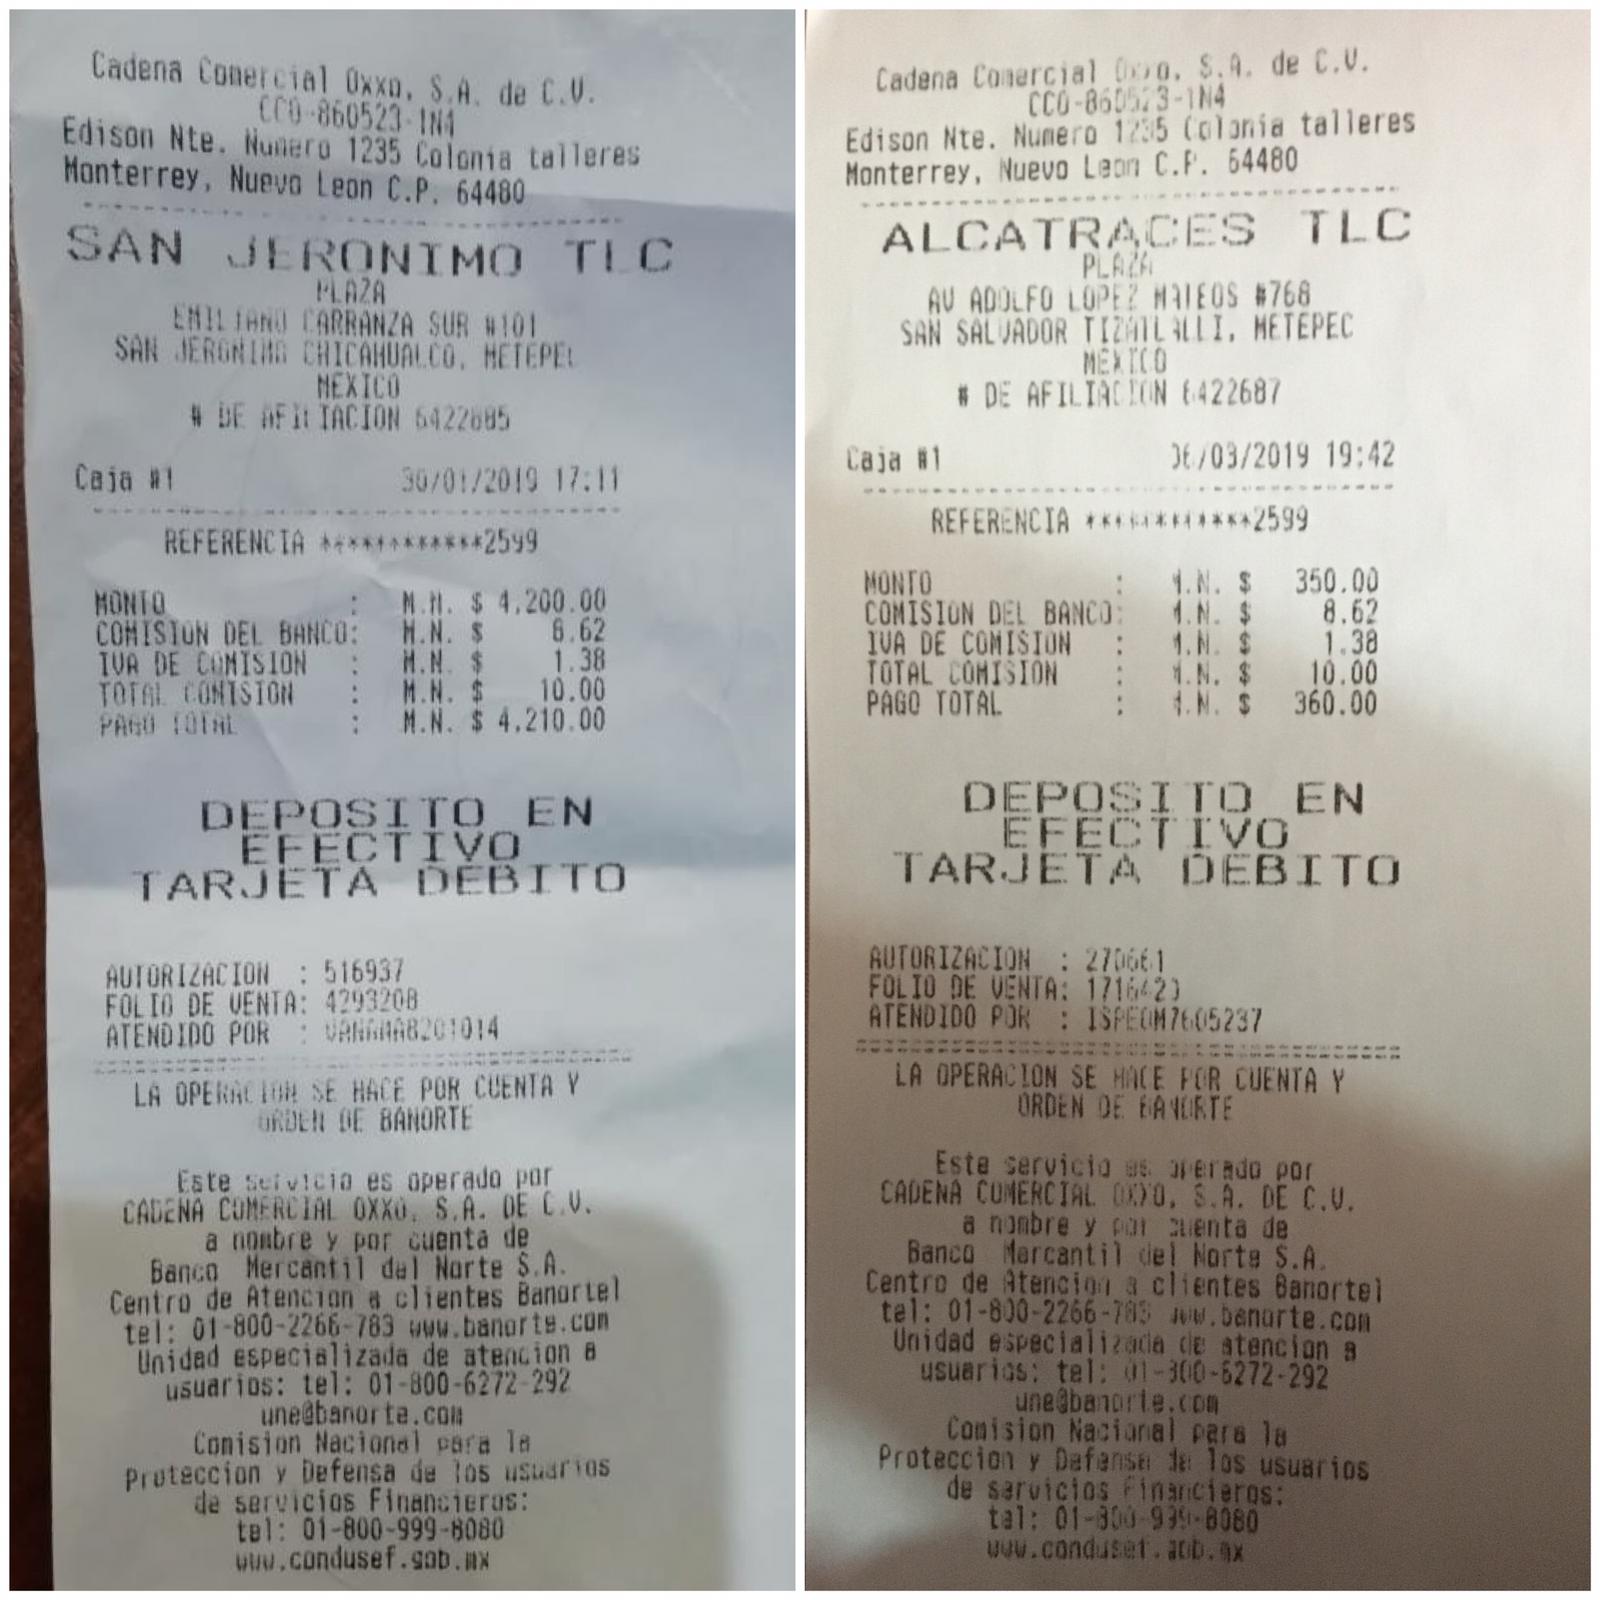 Cadena Comercial Oxxo, S.A. de C.V.
CCO-860523-1N4
Edison Nte. Numero 1235 Colonia talleres
Monterrey, Nuevo Leon C.P. 64480
SAN JERONIMO TLC
PLAZA
EMILIANO CARRANZA SUR #101
SAN JERONIMO CHICAHUALCO, METEPEC
MEXICO
# DE AFILIACION 6422685
Caja #1 30/01/2019 17:11
REFERENCIA ************2599
MONTO : M.N. $ 4,200.00
COMISION DEL BANCO: M.N. $ 8.62
IVA DE COMISION : M.N. $ 1.38
TOTAL COMISION : M.N. $ 10.00
PAGO TOTAL : M.N. $ 4,210.00
DEPOSITO EN
EFECTIVO
TARJETA DEBITO
AUTORIZACION : 516937
FOLIO DE VENTA: 4293208
ATENDIDO POR :
LA OPERACION SE HACE POR CUENTA Y
ORDEN DE BANORTE
Este servicio es operado por
CADENA COMERCIAL OXXO, S.A. DE C.V.
a nombre y por cuenta de
Banco Mercantil del Norte S.A.
Centro de Atencion a clientes Banortel
tel: 01-800-2266-783 www.banorte.com
Unidad especializada de atencion a
usuarios: tel: 01-800-6272-292
une@banorte.com
Comision Nacional para la
Proteccion y Defensa de los usuarios
de servicios Financieros:
tel: 01-800-999-8080
www.condusef.gob.mx
Cadena Comercial Oxxo, S.A. de C.V.
CCO-860523-1N4
Edison Nte. Numero 1235 Colonia talleres
Monterrey, Nuevo Leon C.P. 64480
ALCATRACES TLC
PLAZA
AV ADOLFO LOPEZ MATEOS #768
SAN SALVADOR TIZATLALLI, METEPEC
MEXICO
# DE AFILIACION 6422687
Caja #1 06/03/2019 19:42
REFERENCIA ************2599
MONTO : M.N. $ 350.00
COMISION DEL BANCO: M.N. $ 8.62
IVA DE COMISION : M.N. $ 1.38
TOTAL COMISION : M.N. $ 10.00
PAGO TOTAL : M.N. $ 360.00
DEPOSITO EN
EFECTIVO
TARJETA DEBITO
AUTORIZACION : 270661
FOLIO DE VENTA:
ATENDIDO POR : ISPEOM7605237
LA OPERACION SE HACE POR CUENTA Y
ORDEN DE BANORTE
Este servicio es operado por
CADENA COMERCIAL OXXO, S.A. DE C.V.
a nombre y por cuenta de
Banco Mercantil del Norte S.A.
Centro de Atencion a clientes Banortel
tel: 01-800-2266-783 www.banorte.com
Unidad especializada de atencion a
usuarios: tel: 01-800-6272-292
une@banorte.com
Comision Nacional para la
Proteccion y Defensa de los usuarios
de servicios Financieros:
tel: 01-800-999-8080
www.condusef.gob.mx